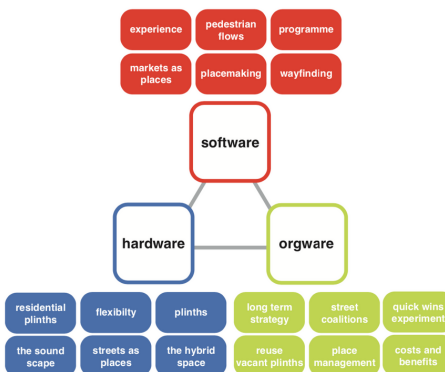 experience
pedestrian
flows
programme
markets as
places
placemaking
wayfinding
software
hardware
orgware
residential
plinths
flexibilty
plinths
long term
strategy
street
coalitions
quick wins
experiment
the sound
scape
streets as
places
the hybrid
space
reuse
vacant plinths
place
management
costs and
benefits